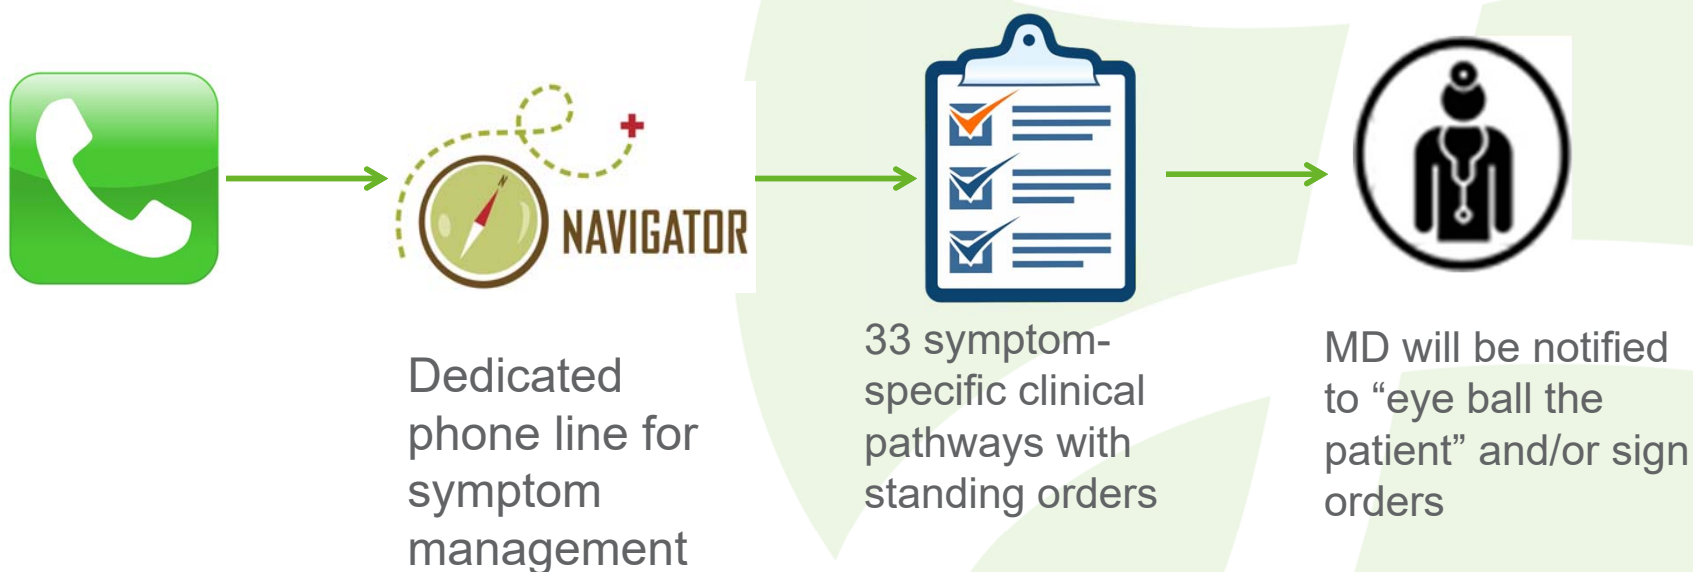 N
NAVIGATOR
Dedicated
phone line for
symptom
management
33 symptom-
specific clinical
pathways with
standing orders
MD will be notified
to “eye ball the
patient” and/or sign
orders